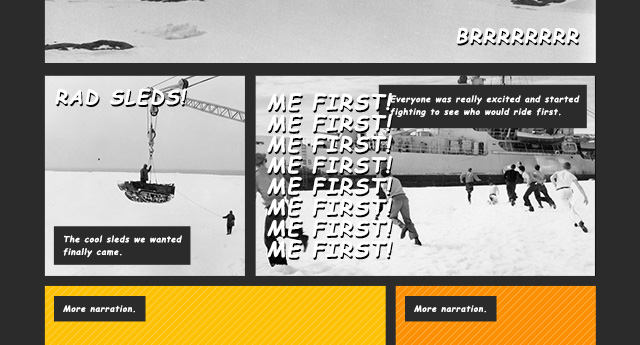 BRRRRRRRRR
RAD SLEDS!
The cool sleds we wanted
finally came.
ME FIRST!
ME FIRST!
ME FIRST!
ME FIRST!
ME FIRST!
ME FIRST!
ME FIRST!
ME FIRST!
Everyone was really excited and started
fighting to see who would ride first.
More narration.
More narration.